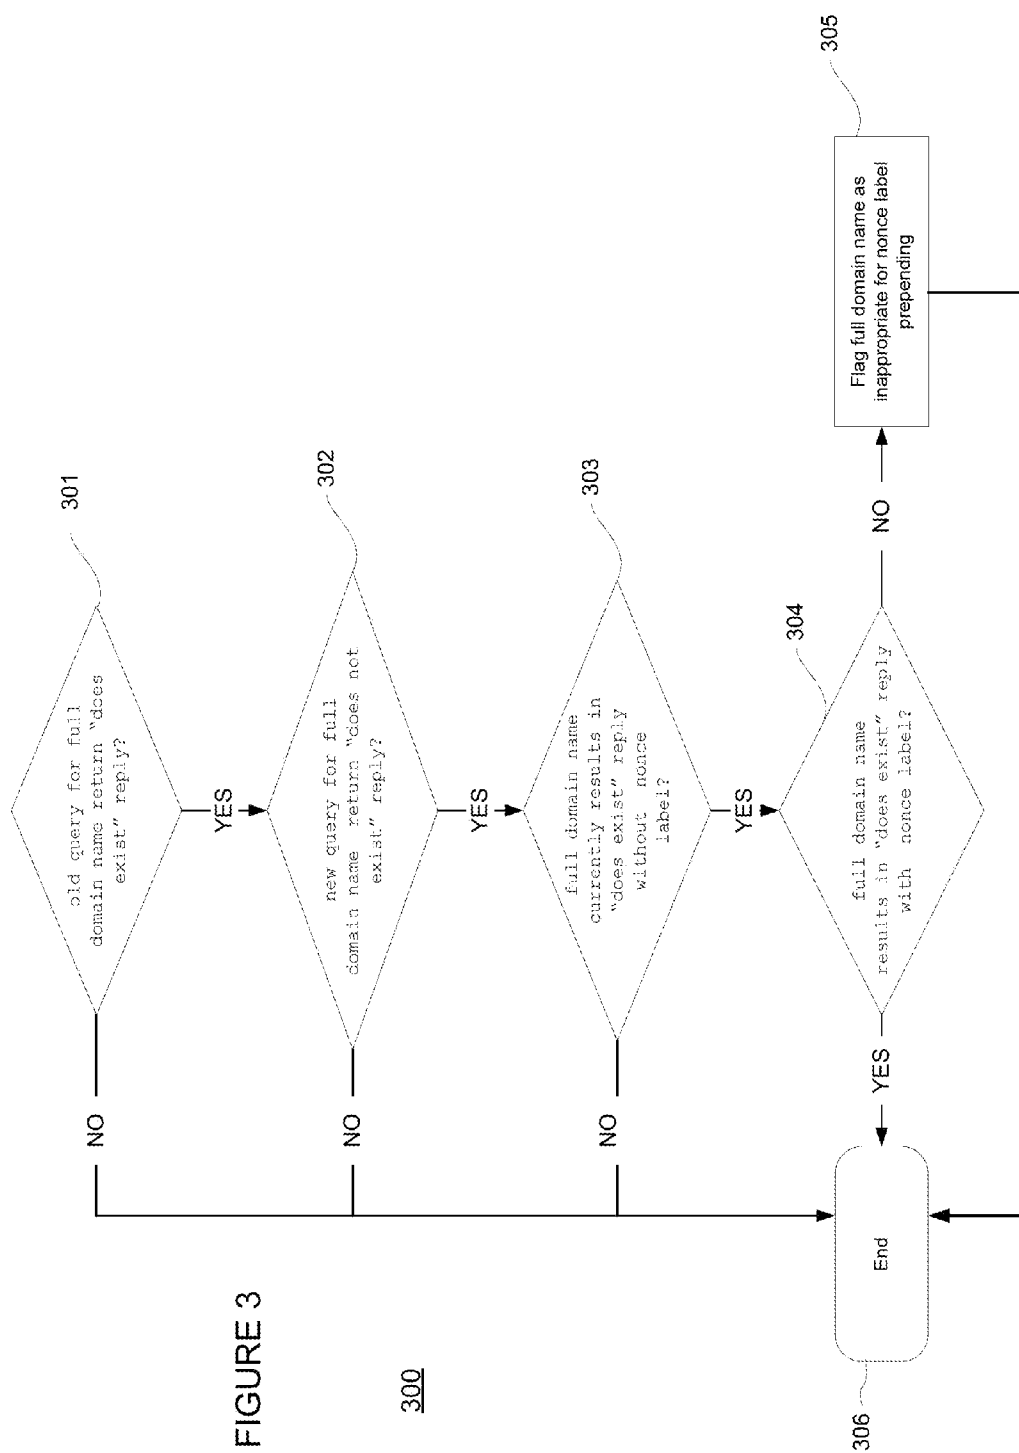 301
old query for full
domain name return "does
exist" reply?
NO
YES
302
new query for full
domain name return "does not
exist" reply?
NO
YES
303
full domain name
currently results in
"does exist" reply
without nonce
label?
NO
YES
304
full domain name
results in "does exist" reply
with nonce label?
YES
NO
305
Flag full domain name as
inappropriate for nonce label
prepending
End
306
FIGURE 3
300